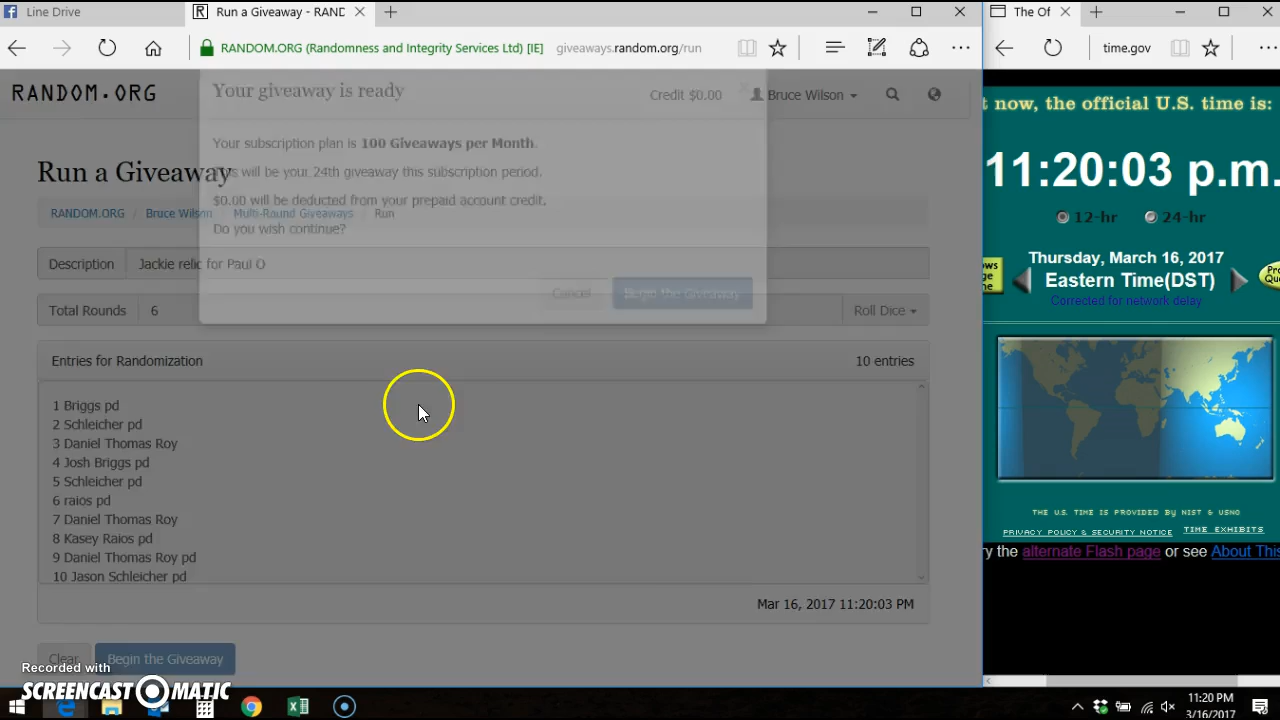 Line Drive
Run a Giveaway - RAND
The Of
RANDOM.ORG (Randomness and Integrity Services Ltd) [IE]
giveaways.random.org/run
time.gov
RANDOM.ORG
Your giveaway is ready
Credit $0.00
Bruce Wilson
Your subscription plan is 100 Giveaways per Month.
will be your 24th giveaway this subscription period.
Run a Giveaway
$0.00 will be deducted from your prepaid account credit.
RANDOM.ORG
Bruce Wilson
Multi-Round Giveaways
Run
Do you wish continue?
Description
Jackie relic for Paul O
Cancel
Begin the Giveaway
Total Rounds
6
Roll Dice
Entries for Randomization
10 entries
1 Briggs pd
2 Schleicher pd
3 Daniel Thomas Roy
4 Josh Briggs pd
5 Schleicher pd
6 raios pd
7 Daniel Thomas Roy
8 Kasey Raios pd
9 Daniel Thomas Roy pd
10 Jason Schleicher pd
Mar 16, 2017 11:20:03 PM
Clear
Begin the Giveaway
Recorded with
SCREENCAST O MATIC
t now, the official U.S. time is:
11:20:03 p.m.
12-hr
24-hr
Thursday, March 16, 2017
Eastern Time(DST)
Corrected for network delay
THE U.S. TIME IS PROVIDED BY NIST & USNO
PRIVACY POLICY & SECURITY NOTICE
TIME EXHIBITS
ry the alternate Flash page or see About This
11:20 PM
3/16/2017